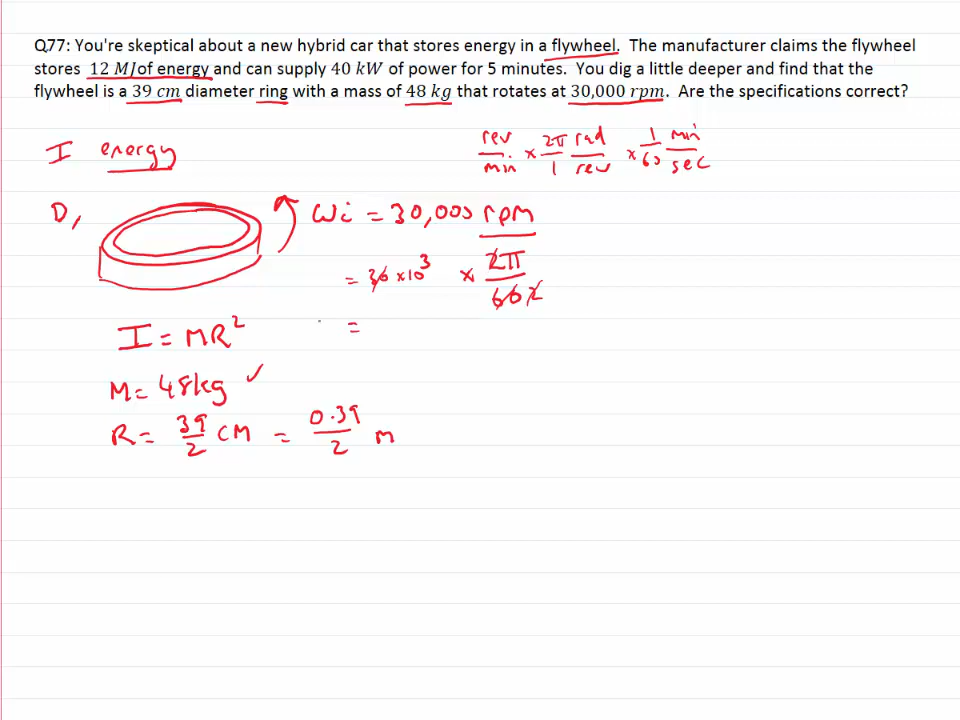 Q77: You're skeptical about a new hybrid car that stores energy in a flywheel. The manufacturer claims the flywheel
stores 12 MJ of energy and can supply 40 kW of power for 5 minutes. You dig a little deeper and find that the
flywheel is a 39 cm diameter ring with a mass of 48 kg that rotates at 30,000 rpm. Are the specifications correct?
I energy
rev/min × 2π/1 rad/rev × 1/60 min/sec
D,
ωi = 30,000 rpm
= 30 × 10³ × 2π/60 2
I = MR² =
M = 48kg ✓
R = 39/2 CM = 0.39/2 m